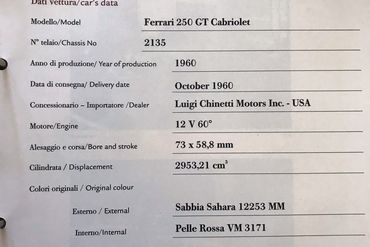 Dati vettura/car's data
Modello/Model Ferrari 250 GT Cabriolet
N° telaio/Chassis No 2135
Anno di produzione/ Year of production 1960
Data di consegna/ Delivery date October 1960
Concessionario - Importatore /Dealer Luigi Chinetti Motors Inc. - USA
Motore/Engine 12 V 60°
Alesaggio e corsa/Bore and stroke 73 x 58,8 mm
Cilindrata / Displacement 2953,21 cm³
Colori originali / Original colour
Esterno / External Sabbia Sahara 12253 MM
Interno/Internal Pelle Rossa VM 3171